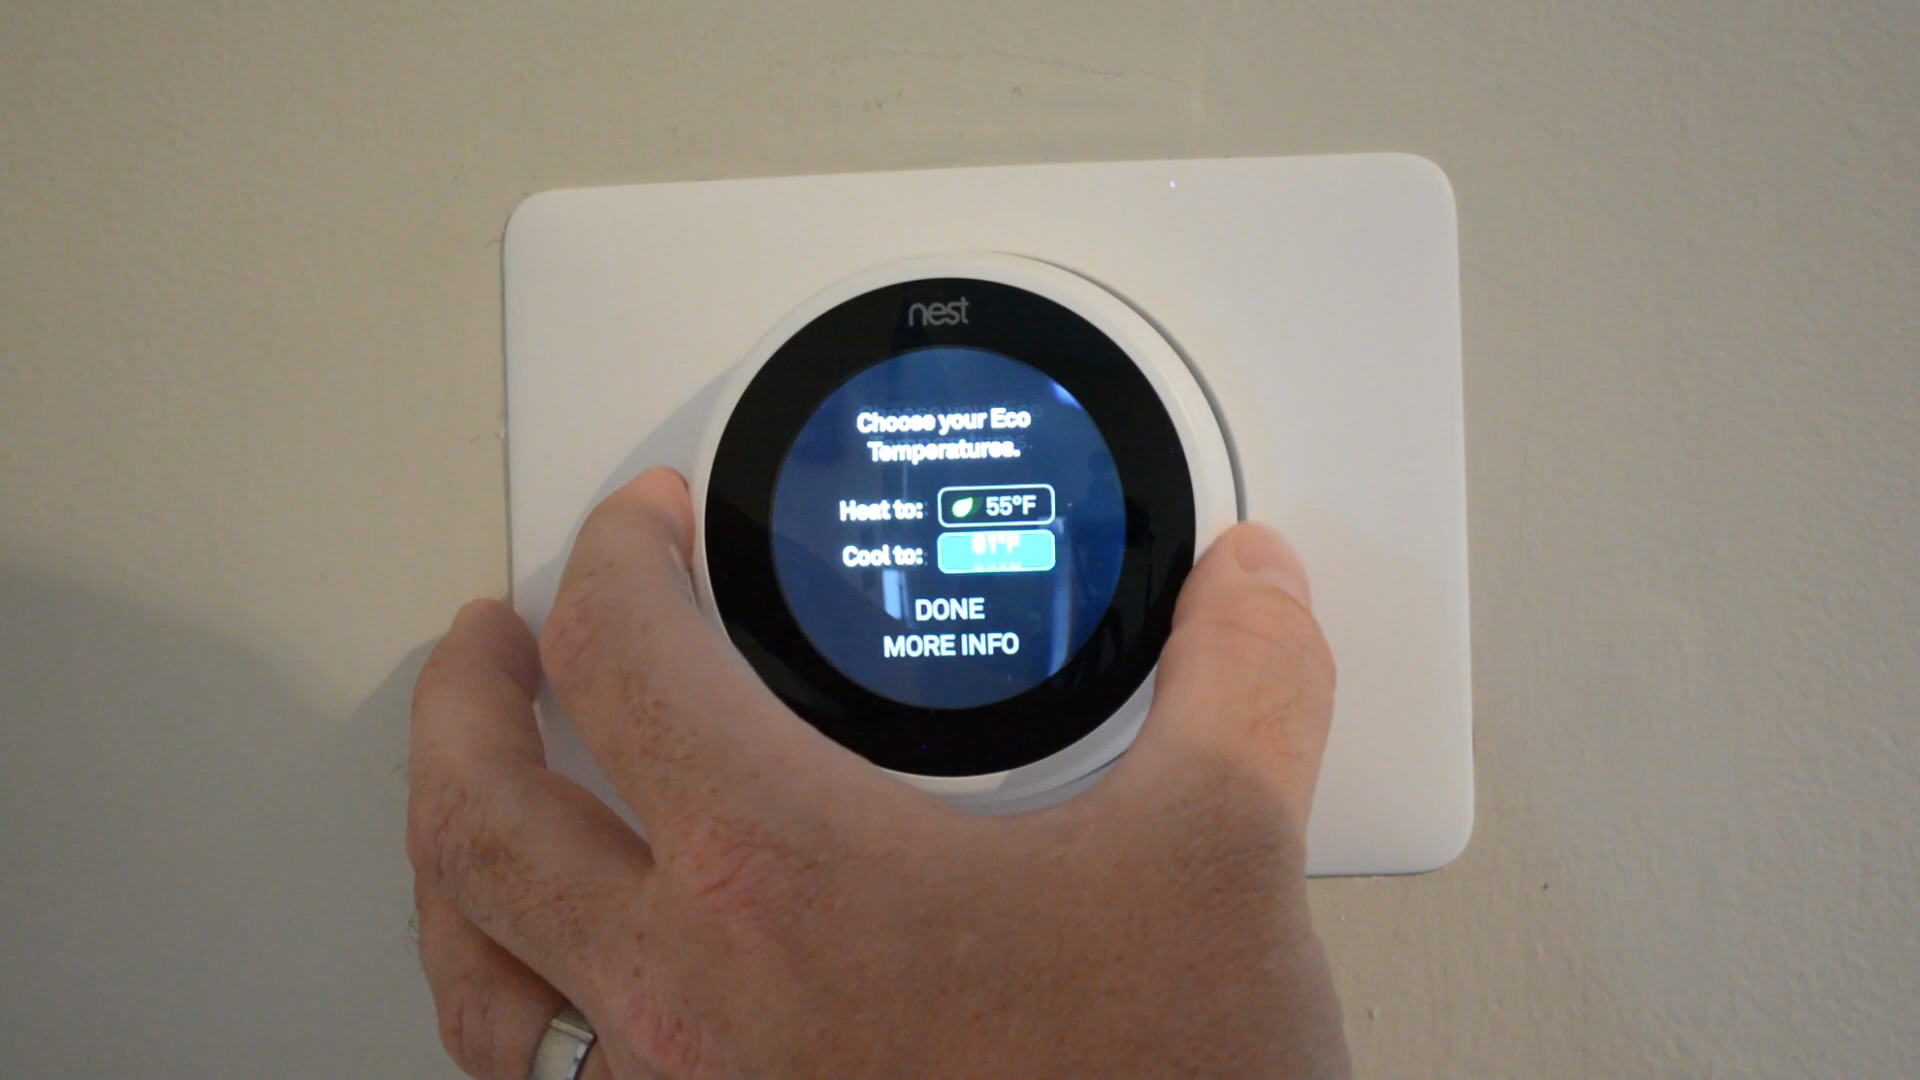 nest
Choose your Eco
Temperatures.
Heat to: 55°F
Cool to:
DONE
MORE INFO